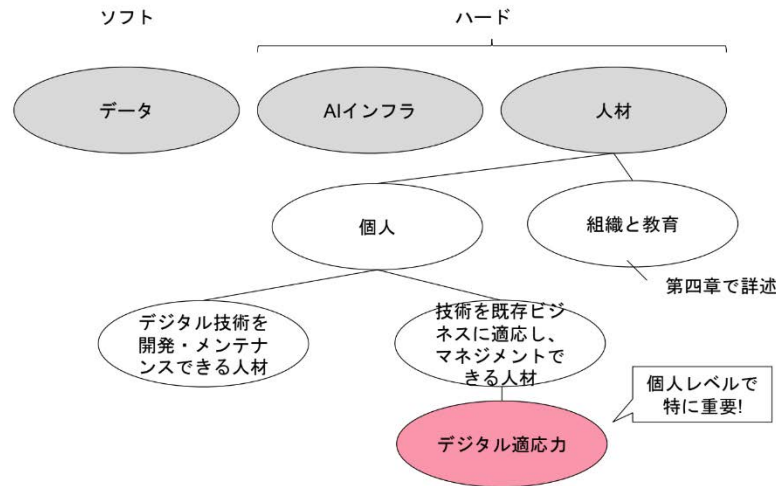 ソフト
ハード
データ
AIインフラ
人材
個人
組織と教育
第四章で詳述
デジタル技術を
開発・メンテナ
ンスできる人材
技術を既存ビジ
ネスに適応し、
マネジメントで
きる人材
個人レベルで
特に重要!
デジタル適応力